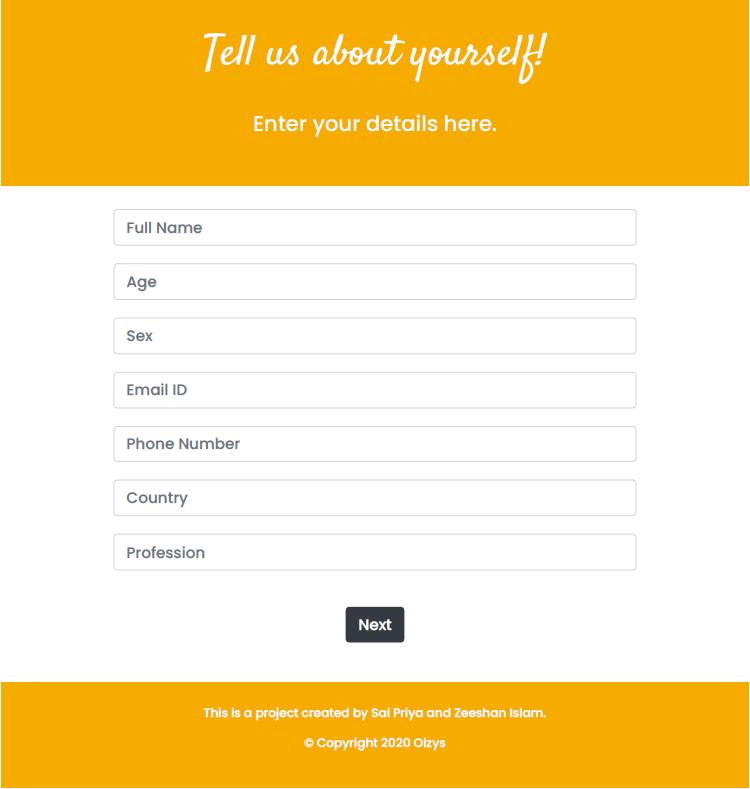 Tell us about yourself!
Enter your details here.
Full Name
Age
Sex
Email ID
Phone Number
Country
Profession
Next
This is a project created by Sai Priya and Zeeshan Islam.
© Copyright 2020 Oizys